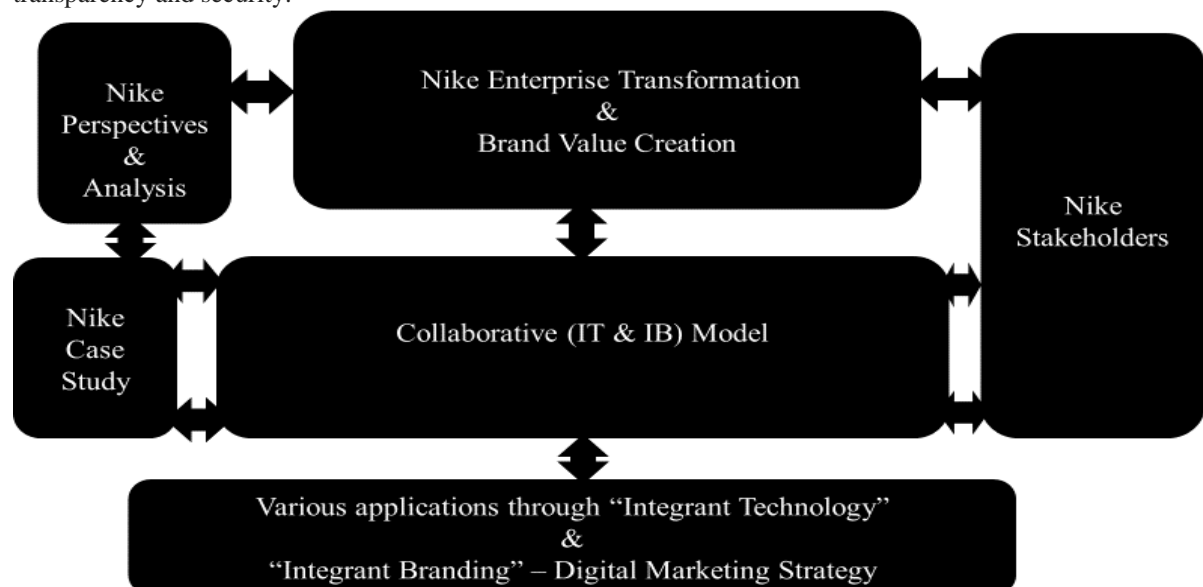 transparency and security.
Nike
Perspectives
&
Analysis
Nike Enterprise Transformation
&
Brand Value Creation
Nike
Stakeholders
Nike
Case
Study
Collaborative (IT & IB) Model
Various applications through “Integrant Technology”
&
“Integrant Branding” – Digital Marketing Strategy